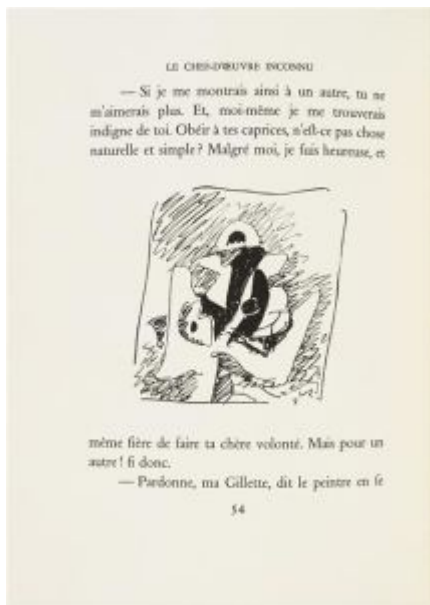 LE CHEF-D'ŒUVRE INCONNU
— Si je me montrais ainsi à un autre, tu ne
m'aimerais plus. Et, moi-même je me trouverais
indigne de toi. Obéir à tes caprices, n'est-ce pas chose
naturelle et simple? Malgré moi, je suis heureuse, et
même fière de faire ta chère volonté. Mais pour un
autre! fi donc.
— Pardonne, ma Gillette, dit le peintre en se
54